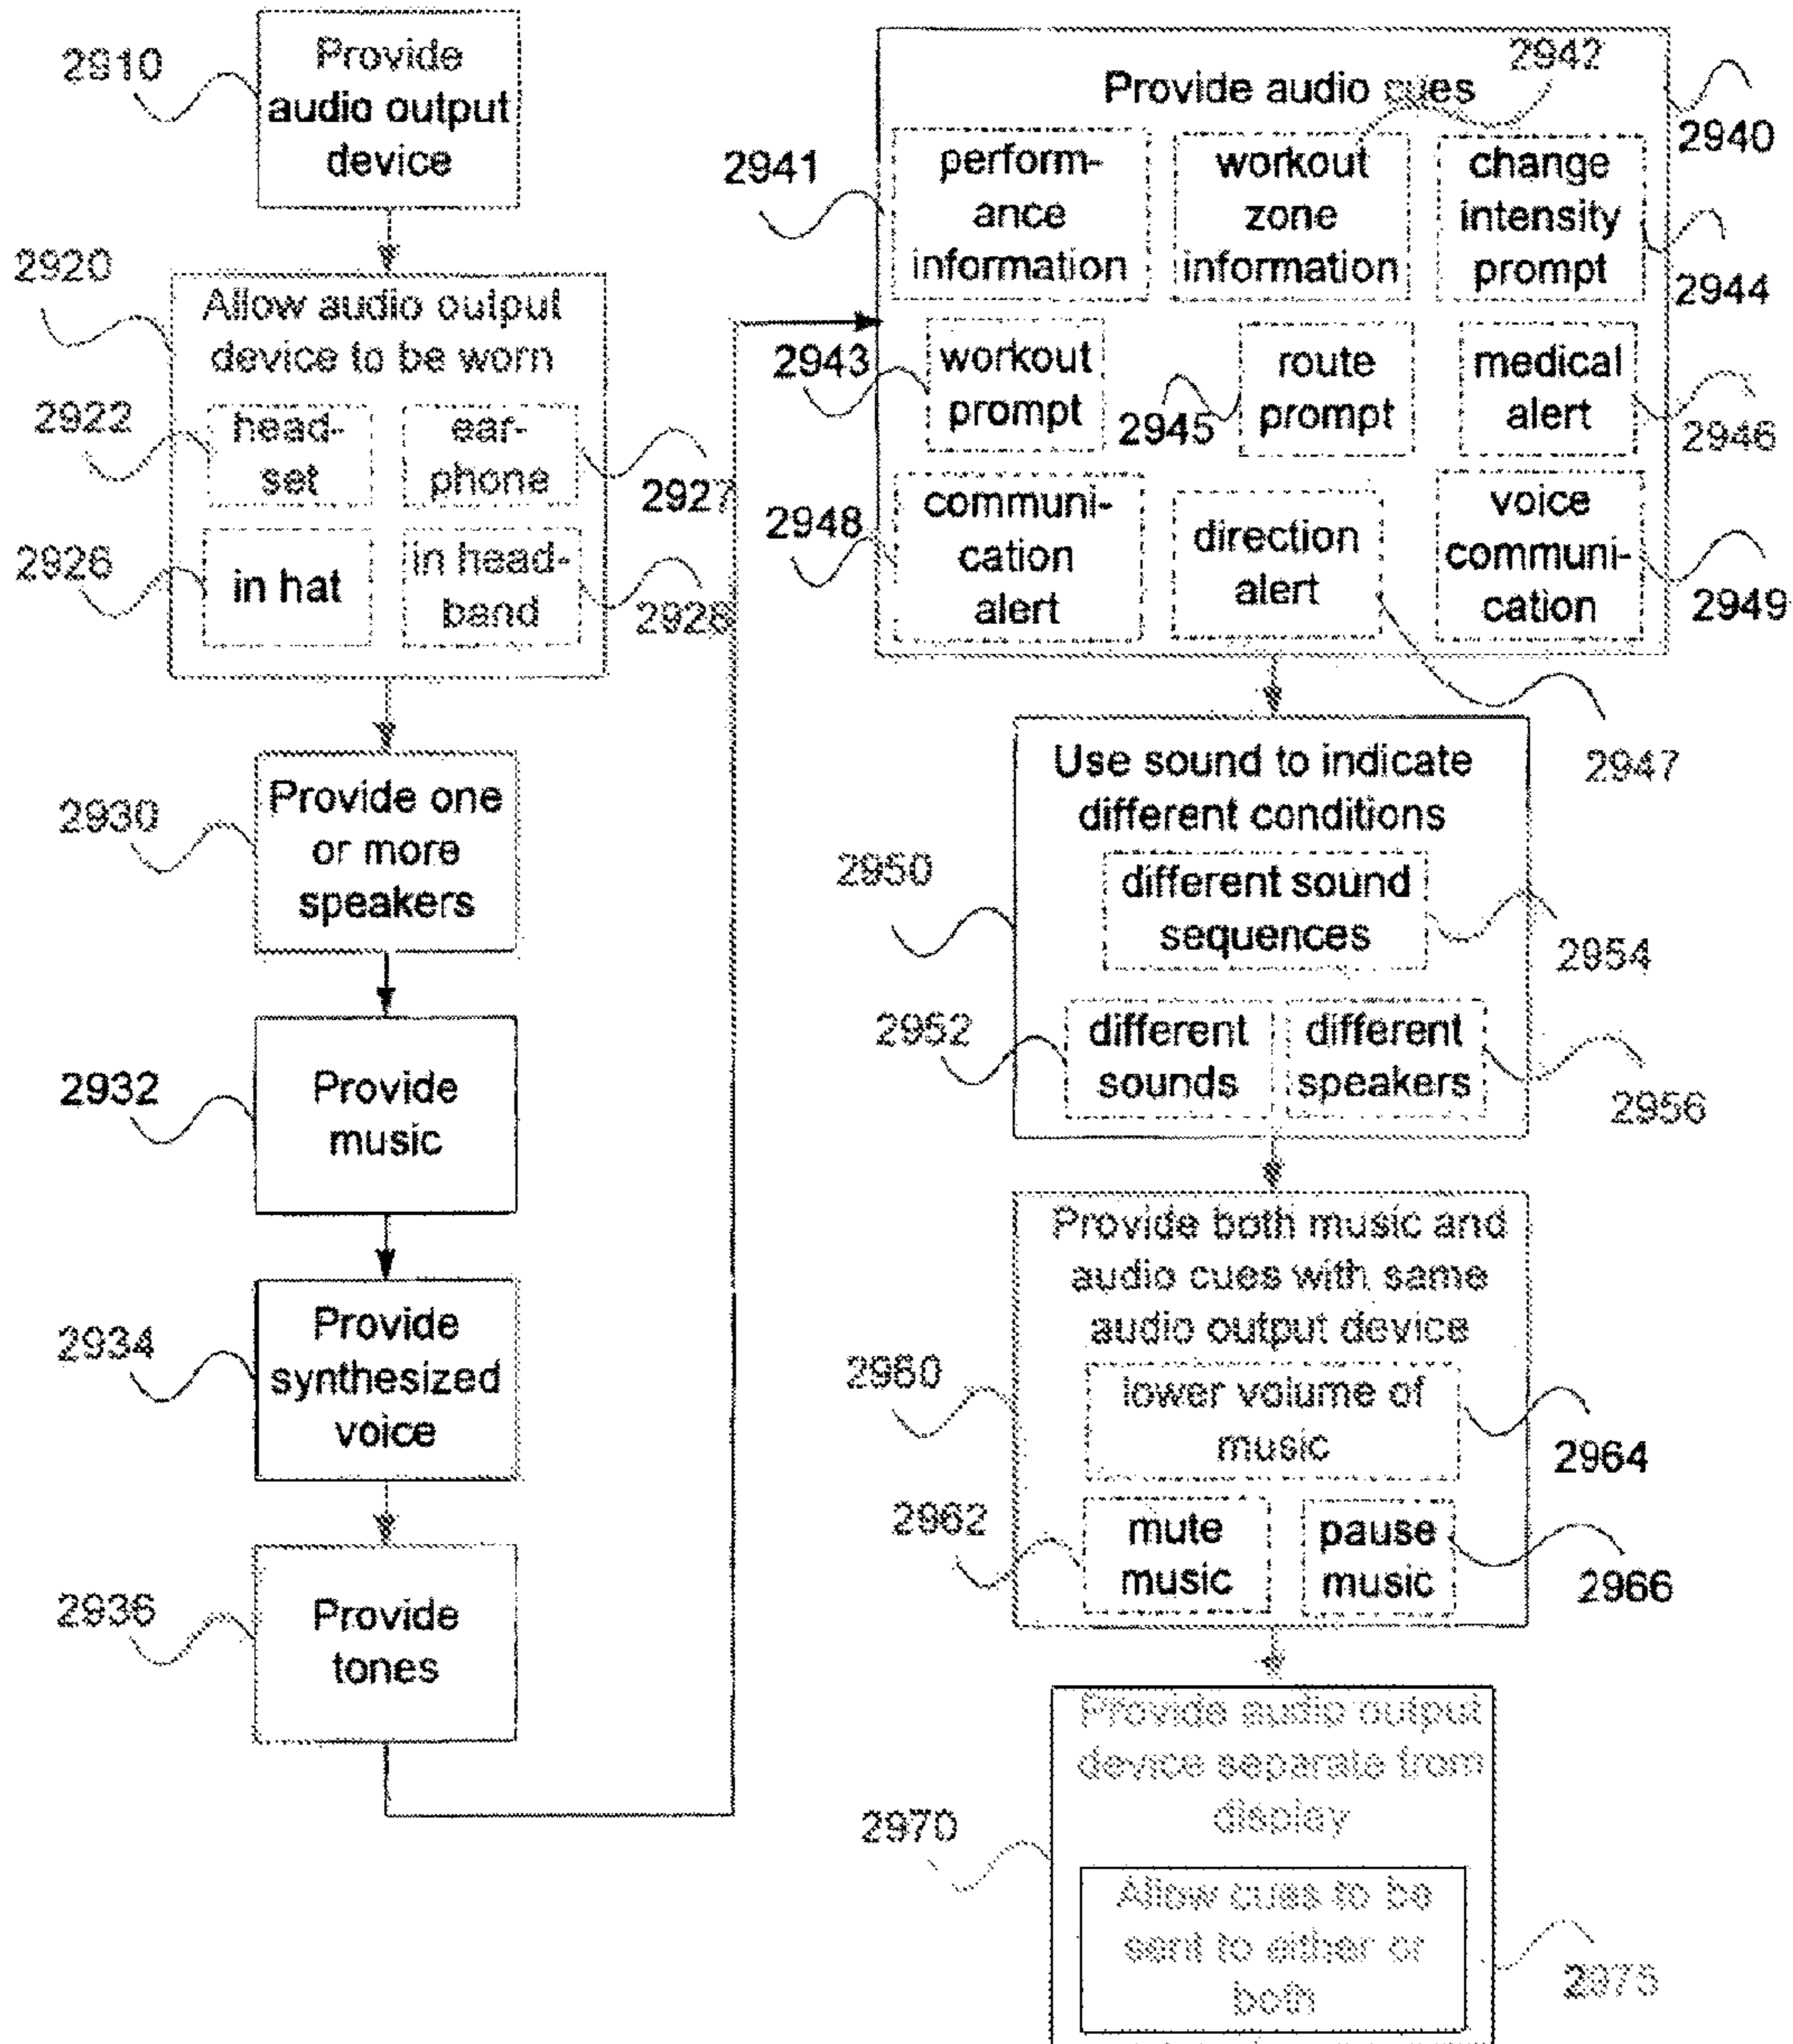 2910
Provide
audio output
device
2920
Allow audio output
device to be worn
2922
head-
set
ear-
phone
2927
2926
in hat
in head-
band
2928
2930
Provide one
or more
speakers
2932
Provide
music
2934
Provide
synthesized
voice
2936
Provide
tones
2942
Provide audio cues
2940
2941
perform-
ance
information
workout
zone
information
change
intensity
prompt
2944
2943
workout
prompt
2945
route
prompt
medical
alert
2946
2948
communi-
cation
alert
direction
alert
voice
communi-
cation
2949
2947
Use sound to indicate
different conditions
2950
different sound
sequences
2954
2952
different
sounds
different
speakers
2956
Provide both music and
audio cues with same
audio output device
2960
lower volume of
music
2964
2962
mute
music
pause
music
2966
Provide audio output
device separate from
display
2970
Allow cues to be
sent to either or
both